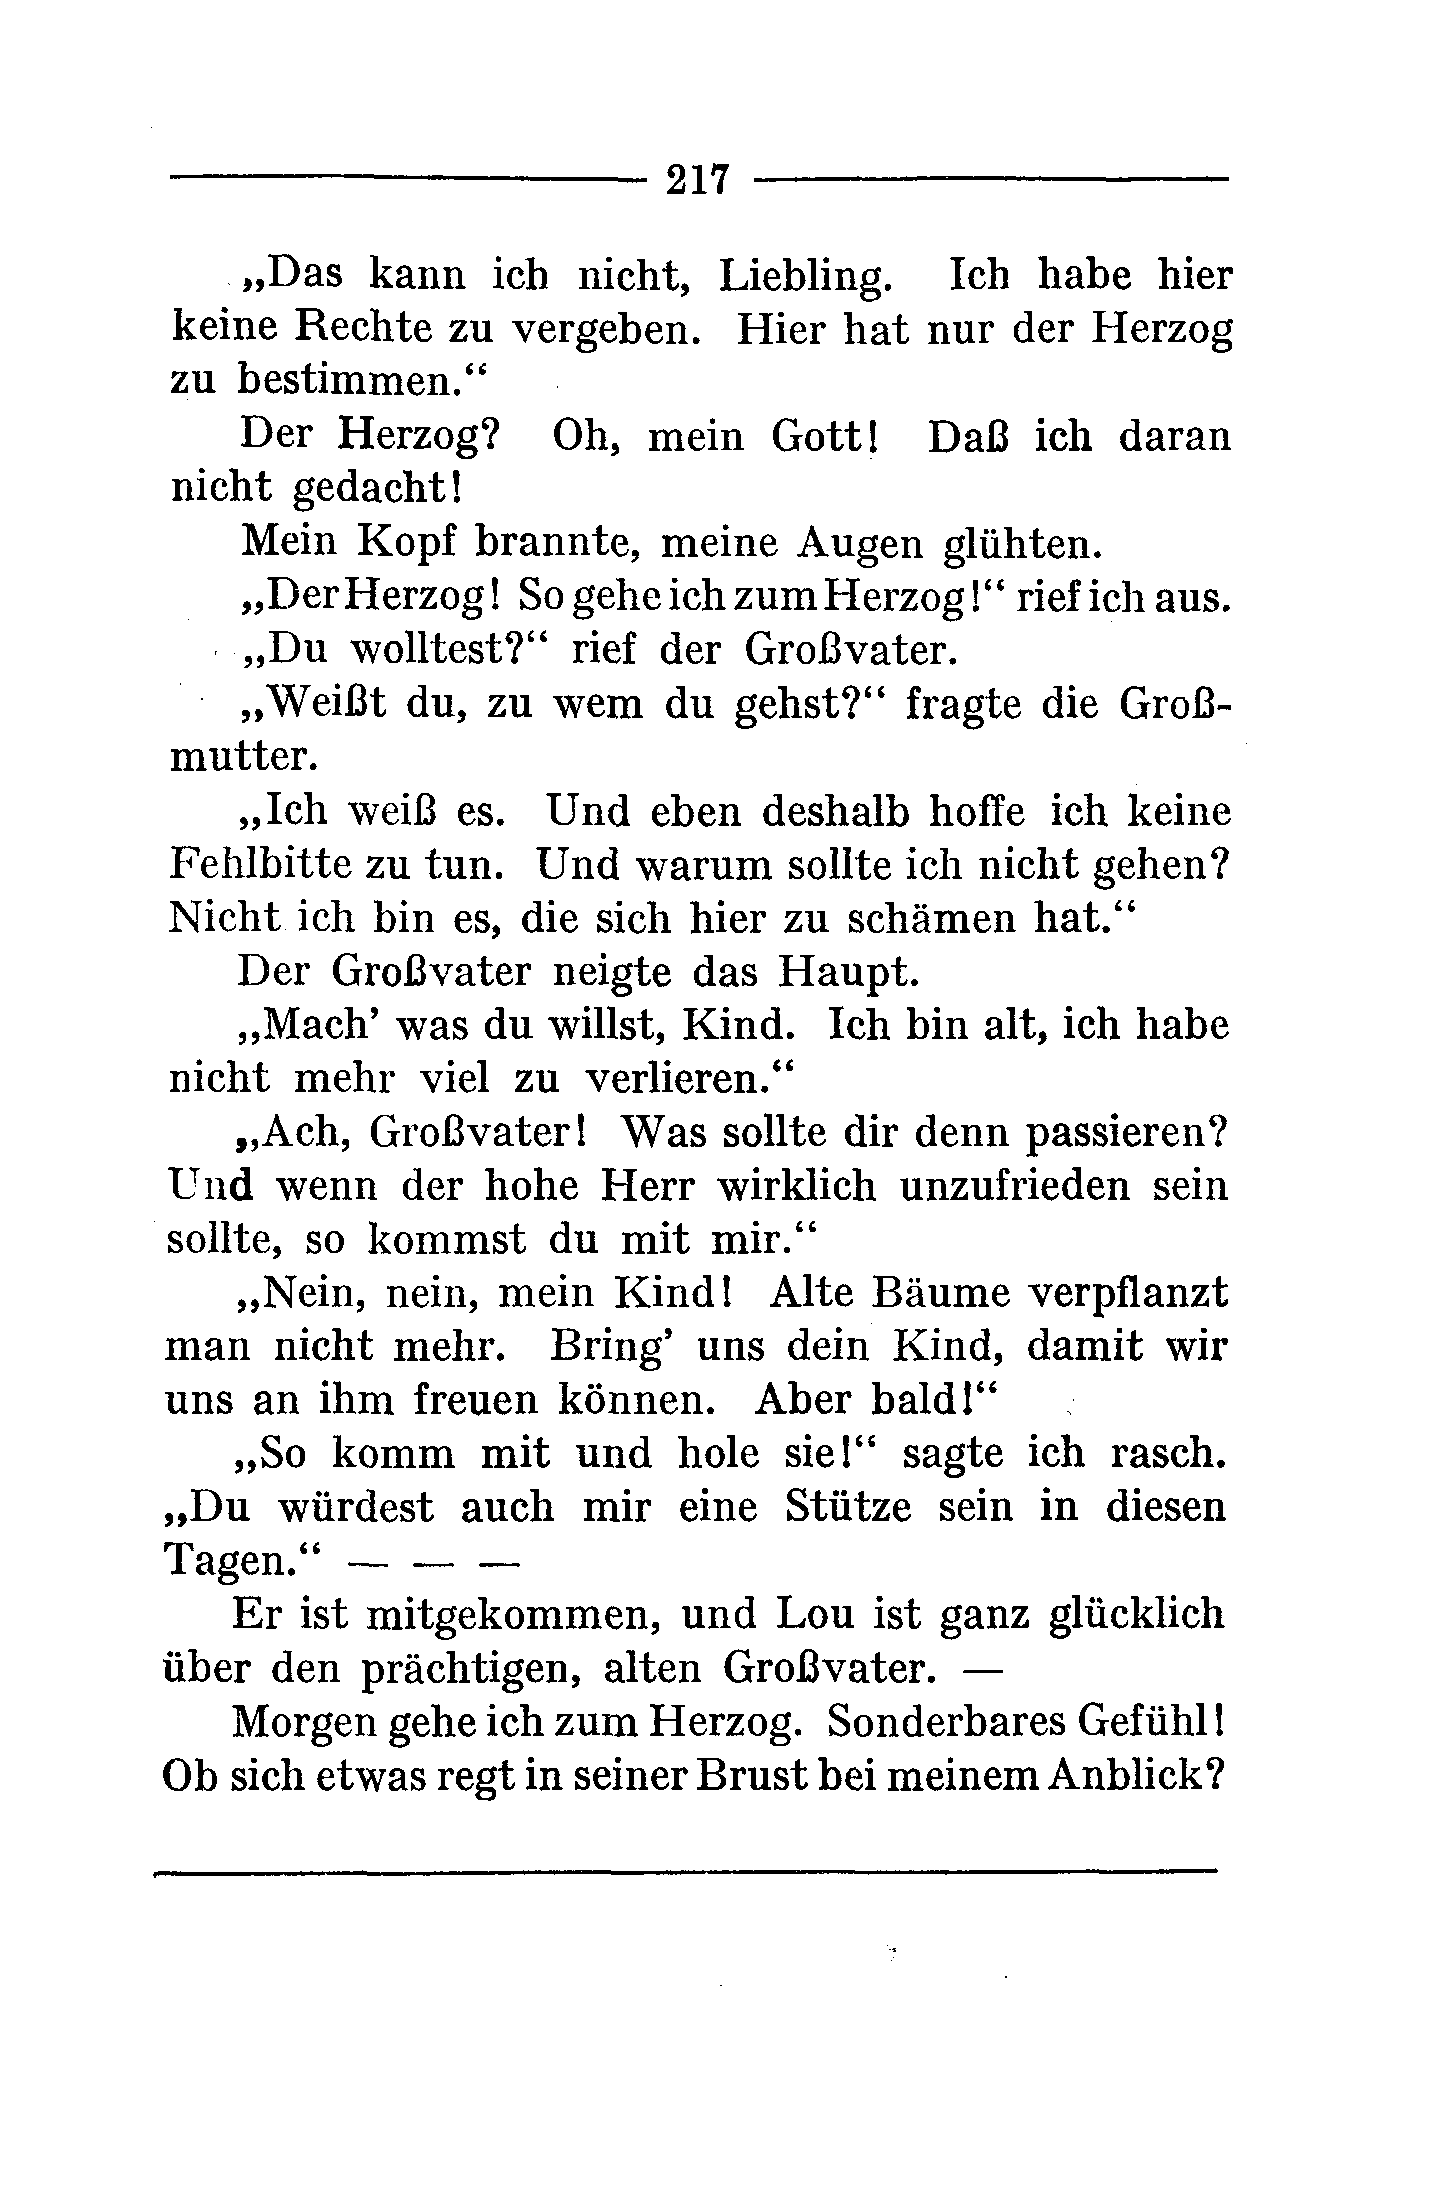 217
„Das kann ich nicht, Liebling. Ich habe hier
keine Rechte zu vergeben. Hier hat nur der Herzog
zu bestimmen.“
Der Herzog? Oh, mein Gott! Daß ich daran
nicht gedacht!
Mein Kopf brannte, meine Augen glühten.
„Der Herzog! So gehe ich zum Herzog!“ rief ich aus.
„Du wolltest?“ rief der Großvater.
„Weißt du, zu wem du gehst?“ fragte die Groß-
mutter.
„Ich weiß es. Und eben deshalb hoffe ich keine
Fehlbitte zu tun. Und warum sollte ich nicht gehen?
Nicht ich bin es, die sich hier zu schämen hat.“
Der Großvater neigte das Haupt.
„Mach’ was du willst, Kind. Ich bin alt, ich habe
nicht mehr viel zu verlieren.“
„Ach, Großvater! Was sollte dir denn passieren?
Und wenn der hohe Herr wirklich unzufrieden sein
sollte, so kommst du mit mir.“
„Nein, nein, mein Kind! Alte Bäume verpflanzt
man nicht mehr. Bring’ uns dein Kind, damit wir
uns an ihm freuen können. Aber bald!“
„So komm mit und hole sie!“ sagte ich rasch.
„Du würdest auch mir eine Stütze sein in diesen
Tagen.“ — — —
Er ist mitgekommen, und Lou ist ganz glücklich
über den prächtigen, alten Großvater. —
Morgen gehe ich zum Herzog. Sonderbares Gefühl!
Ob sich etwas regt in seiner Brust bei meinem Anblick?